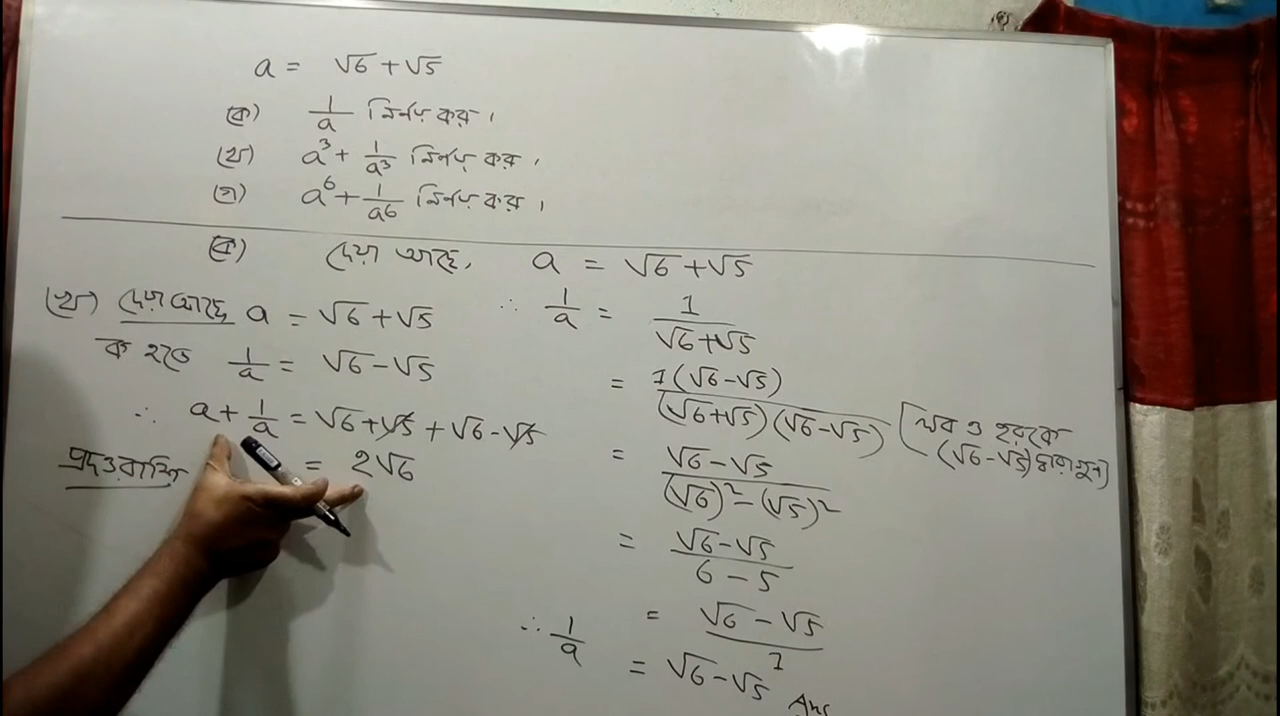 a = √6 + √5
(ক) 1/a নির্ণয় কর।
(খ) a³ + 1/a³ নির্ণয় কর।
(গ) a⁶ + 1/a⁶ নির্ণয় কর।
(ক) দেয়া আছে, a = √6 + √5
∴ 1/a = 1/(√6+√5)
= 1(√6-√5)/(√6+√5)(√6-√5) [লব ও হরকে (√6-√5) দ্বারা গুন]
= (√6-√5)/((√6)²-(√5)²)
= (√6-√5)/(6-5)
= (√6-√5)/1
∴ 1/a = √6-√5 Ans
(খ) দেয়া আছে a = √6 + √5
ক হতে 1/a = √6 - √5
∴ a + 1/a = √6 + √5 + √6 - √5
= 2√6
প্রদত্ত রাশি